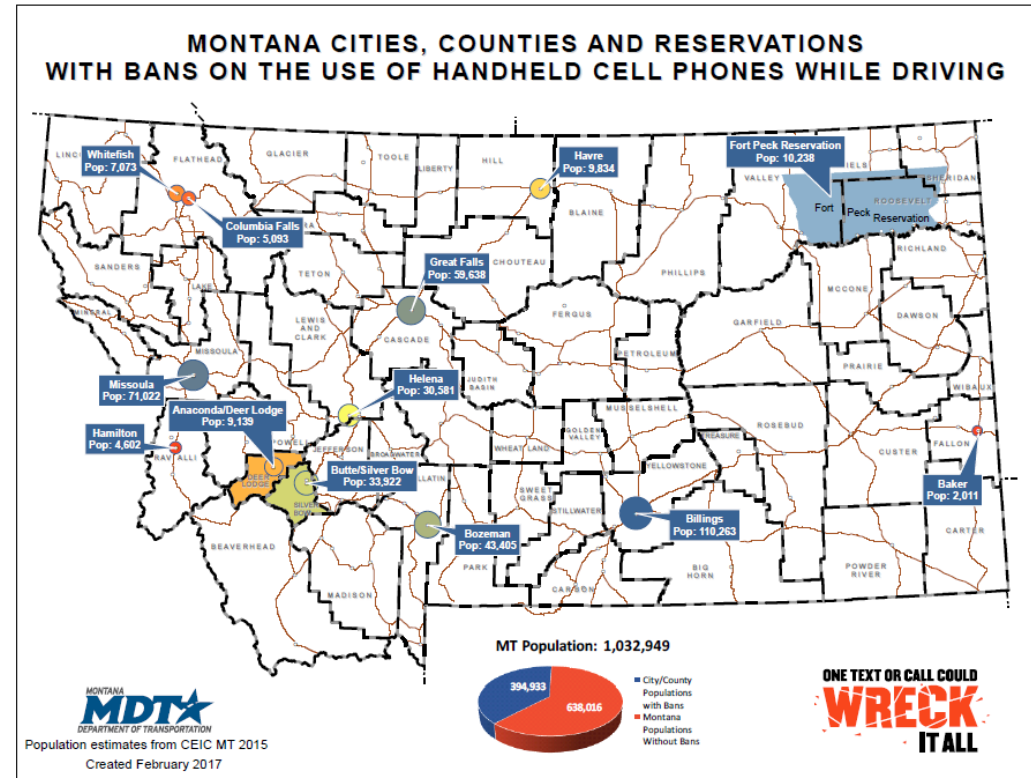 MONTANA CITIES, COUNTIES AND RESERVATIONS
WITH BANS ON THE USE OF HANDHELD CELL PHONES WHILE DRIVING
Whitefish
Pop: 7,073
FLATHEAD
GLACIER
TOOLE
LIBERTY
HILL
Havre
Pop: 9,834
BLAINE
Fort Peck Reservation
Pop: 10,238
VALLEY
SHERIDAN
ROOSEVELT
Fort
Peck
Reservation
Columbia Falls
Pop: 5,093
RICHLAND
SANDERS
LAKE
TETON
CHOUTEAU
Great Falls
Pop: 59,638
PHILLIPS
MCCONE
MINERAL
LEWIS
AND
CLARK
CASCADE
FERGUS
GARFIELD
DAWSON
MISSOULA
PETROLEUM
PRAIRIE
Missoula
Pop: 71,022
JUDITH
BASIN
WIBAUX
Helena
Pop: 30,581
Anaconda/Deer Lodge
Pop: 9,139
MUSSELSHELL
ROSEBUD
Hamilton
Pop: 4,602
POWELL
JEFFERSON
BROADWATER
WHEATLAND
GOLDEN
VALLEY
TREASURE
CUSTER
FALLON
RAVALLI
DEER
LODGE
Butte/Silver Bow
Pop: 33,922
YELLOWSTONE
Baker
Pop: 2,011
SILVER
BOW
SWEET
GRASS
STILLWATER
Billings
Pop: 110,263
Bozeman
Pop: 43,405
CARTER
BEAVERHEAD
PARK
BIG
HORN
POWDER
RIVER
MADISON
CARBON
MT Population: 1,032,949
394,933
638,016
City/County
Populations
with Bans
Montana
Populations
Without Bans
MONTANA
MDT
DEPARTMENT OF TRANSPORTATION
Population estimates from CEIC MT 2015
Created February 2017
ONE TEXT OR CALL COULD
WRECK
IT ALL